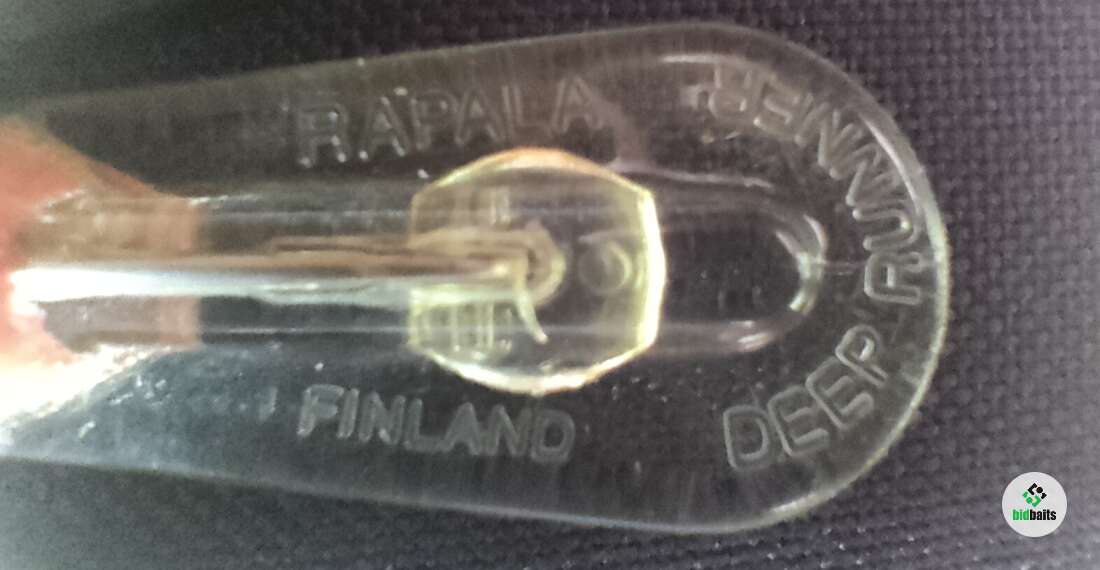 RAPALA
DEEP RUNNER
FINLAND
bidbaits